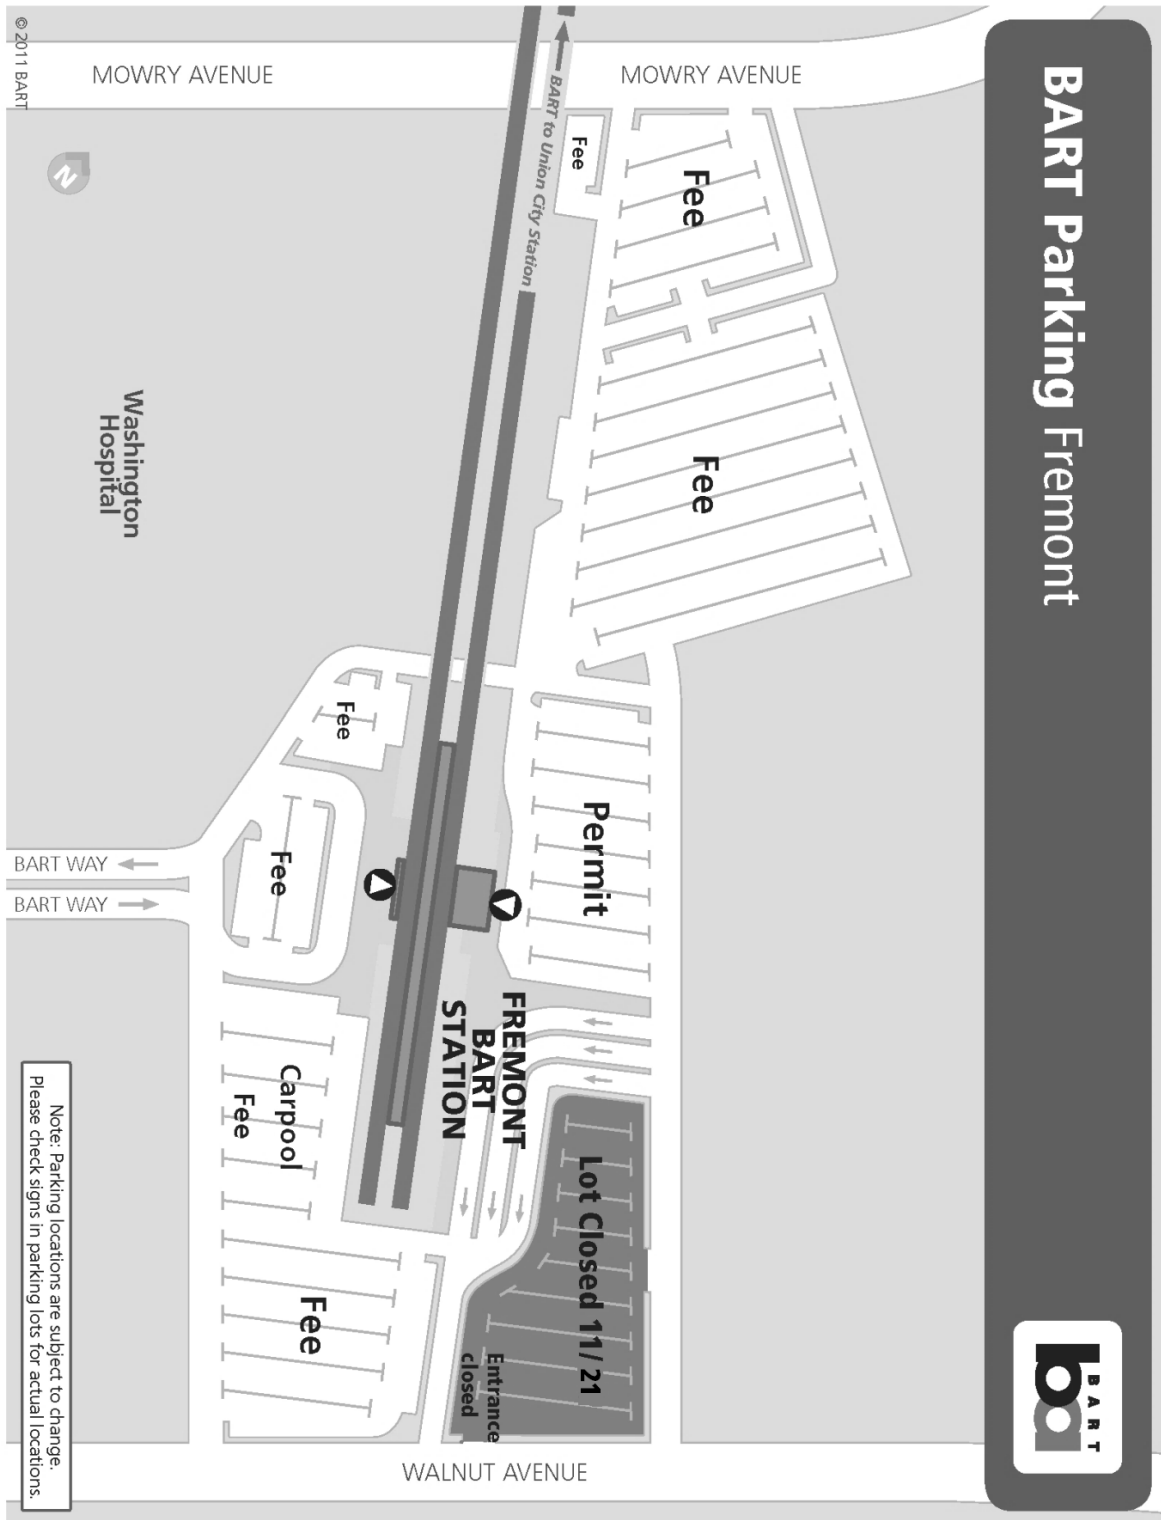 BART Parking Fremont
BART
ba
© 2011 BART
MOWRY AVENUE
MOWRY AVENUE
BART to Union City Station
N
Fee
Fee
Fee
Washington
Hospital
Fee
Fee
Permit
BART WAY
BART WAY
FREMONT
BART
STATION
Carpool
Fee
Fee
Lot Closed 11/21
Entrance
closed
WALNUT AVENUE
Note: Parking locations are subject to change.
Please check signs in parking lots for actual locations.